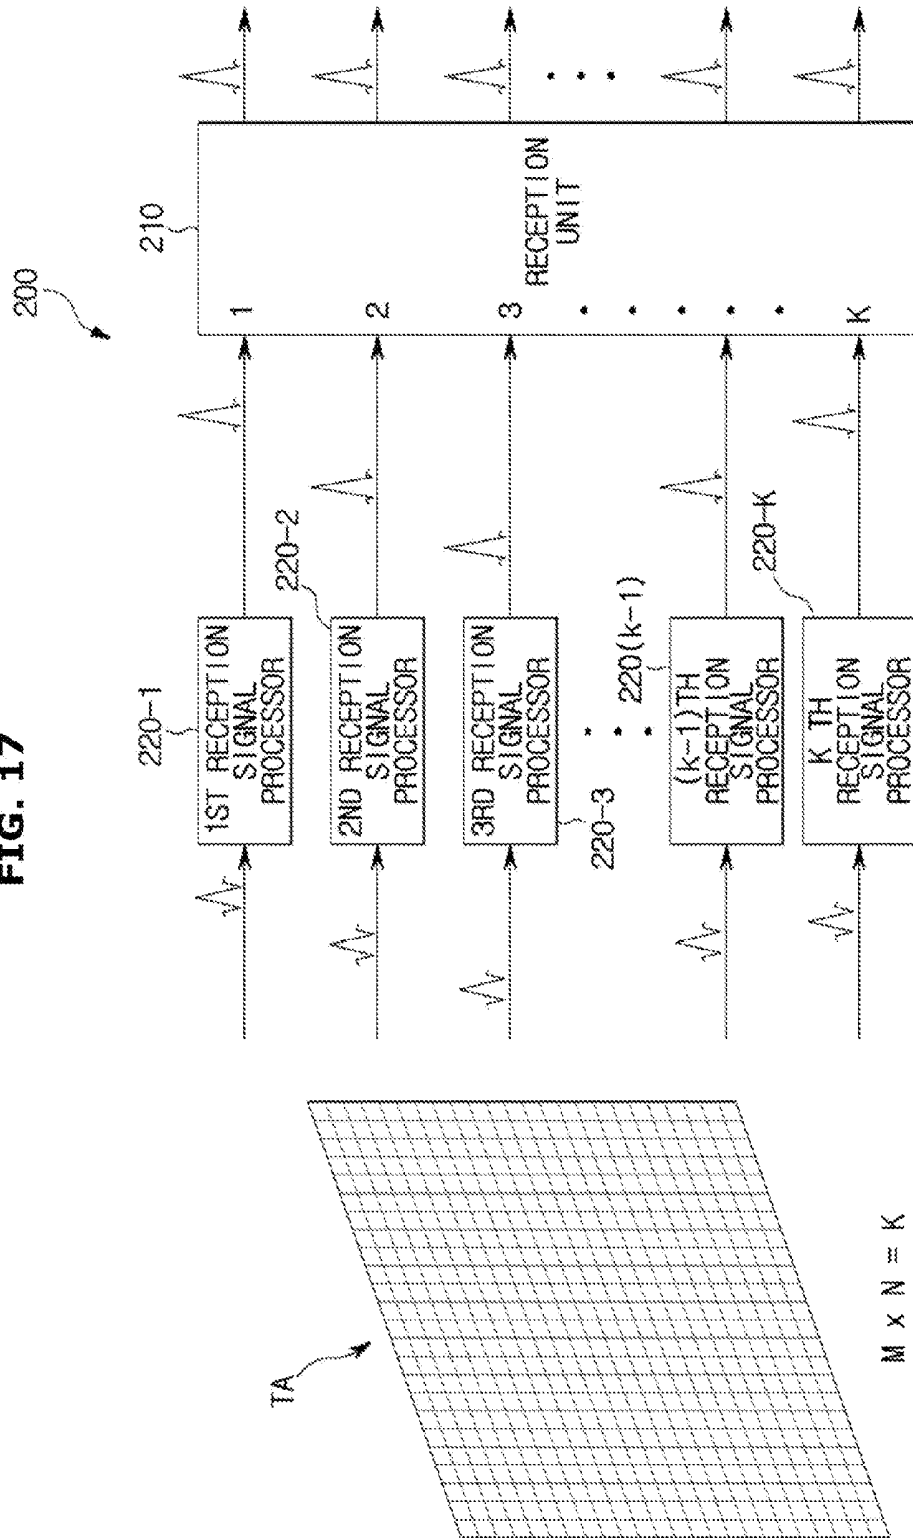 FIG. 17
200
TA
M x N = K
220-1
1ST RECEPTION
SIGNAL
PROCESSOR
220-2
2ND RECEPTION
SIGNAL
PROCESSOR
3RD RECEPTION
SIGNAL
PROCESSOR
220-3
220(k-1)
(k-1)TH
RECEPTION
SIGNAL
PROCESSOR
220-K
K TH
RECEPTION
SIGNAL
PROCESSOR
210
1
2
3
K
RECEPTION
UNIT